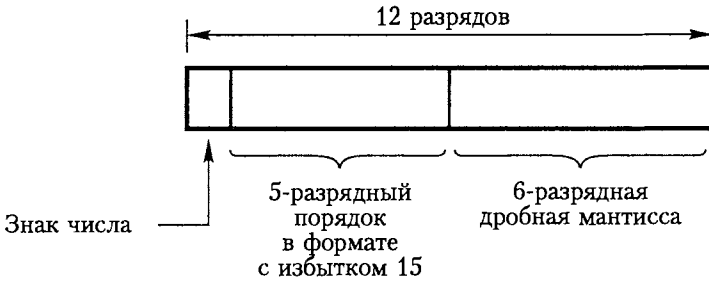 12 разрядов
5-разрядный
порядок
в формате
с избытком 15
6-разрядная
дробная мантисса
Знак числа